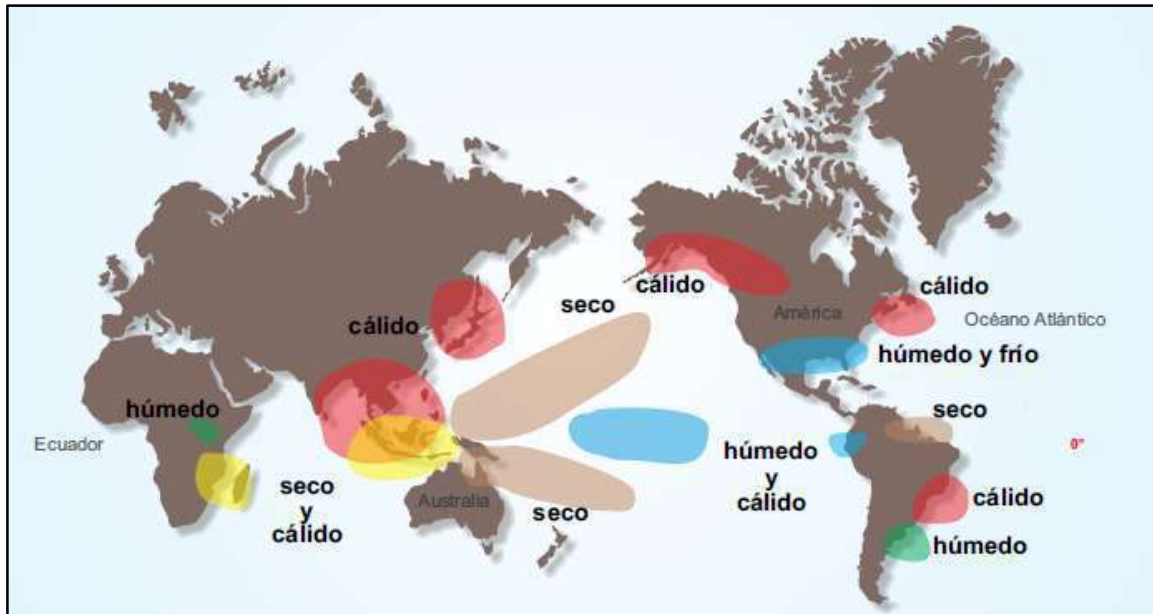 cálido
seco
cálido
América
cálido
Océano Atlántico
húmedo y frío
húmedo
seco
Ecuador
0°
húmedo
y
cálido
seco
y
cálido
Australia
seco
cálido
húmedo